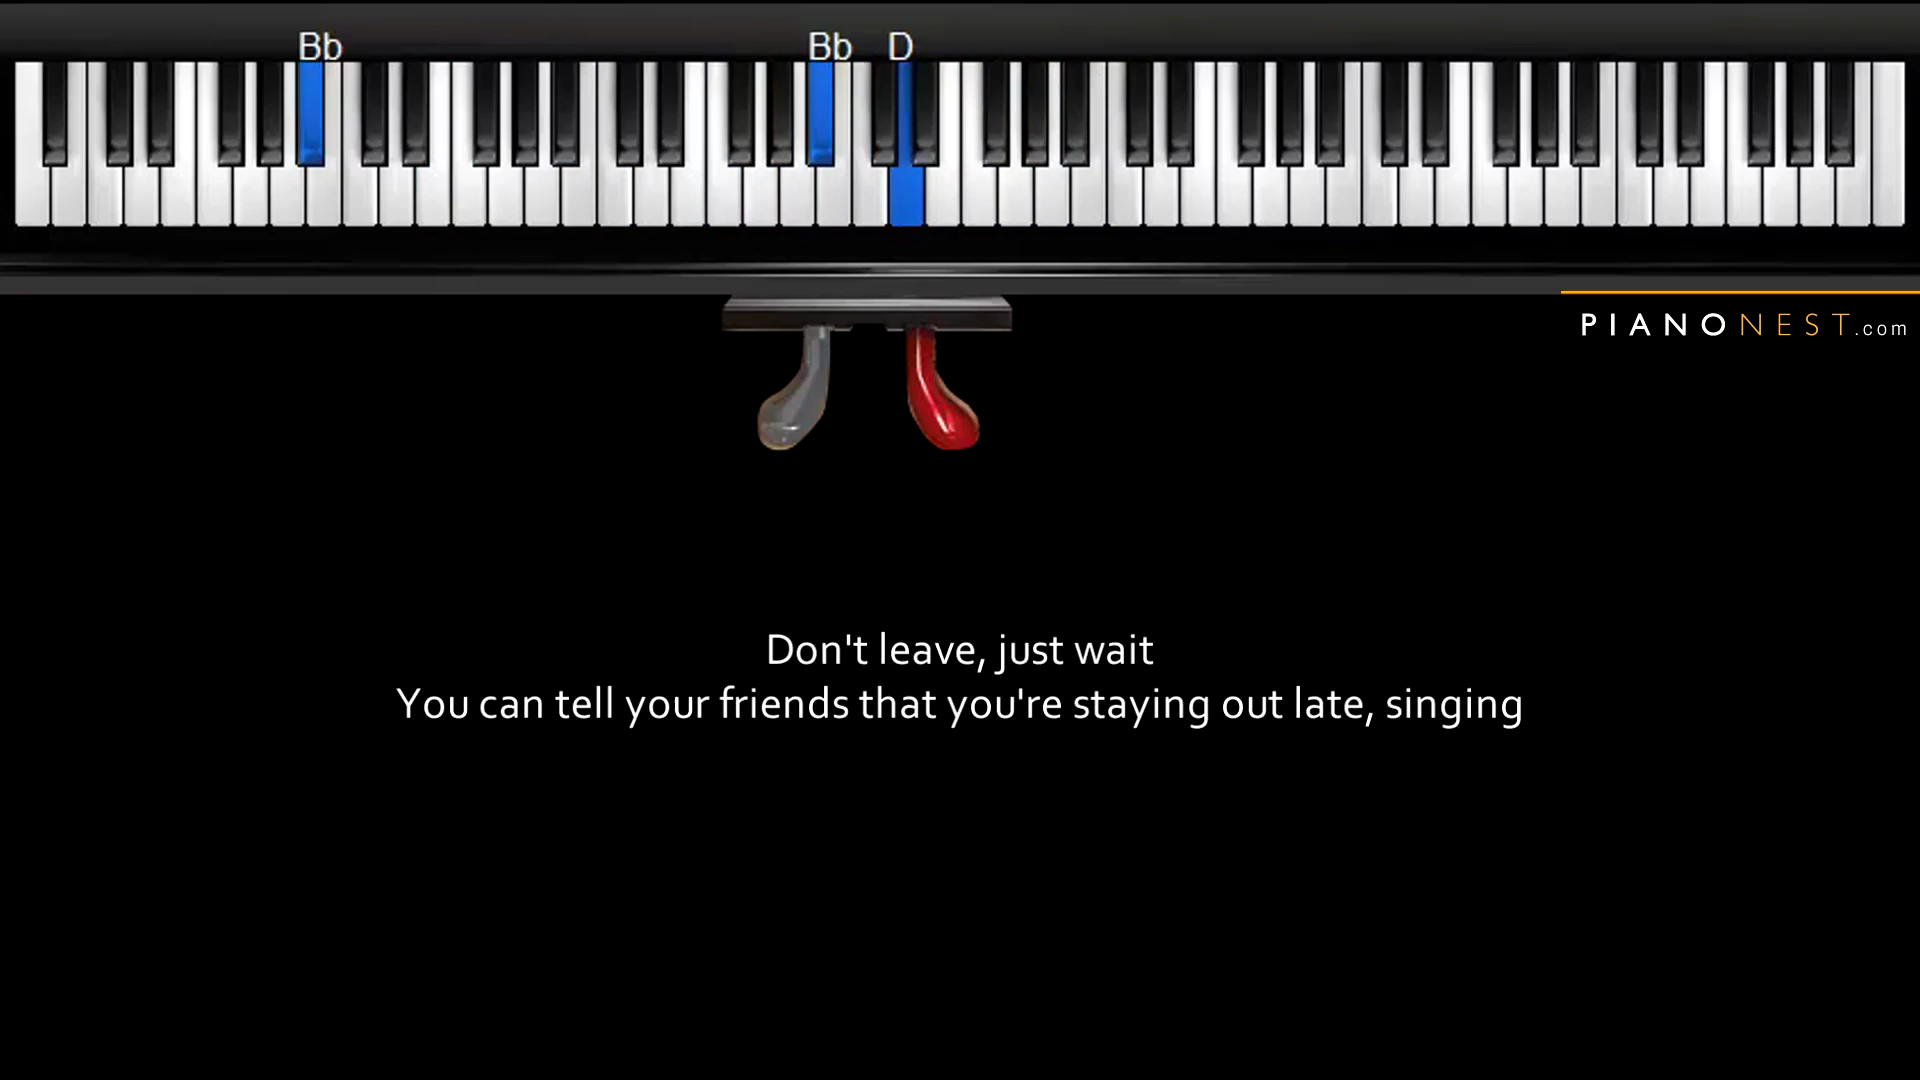 Bb Bb D
PIANONEST.com
Don't leave, just wait
You can tell your friends that you're staying out late, singing